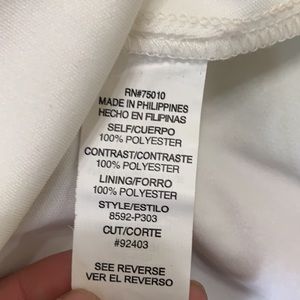 RN#75010
MADE IN PHILIPPINES
HECHO EN FILIPINAS
SELF/CUERPO
100% POLYESTER
CONTRAST/CONTRASTE
100% POLYESTER
LINING/FORRO
100% POLYESTER
STYLE/ESTILO
8592-P303
CUT/CORTE
#92403
SEE REVERSE
VER EL REVERSO